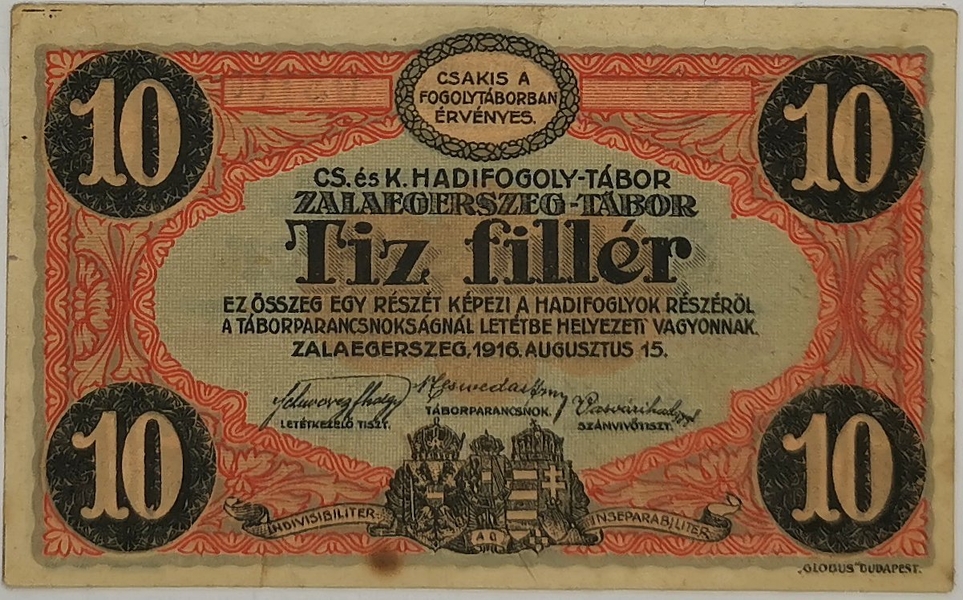 10
10
CSAKIS A
FOGOLYTÁBORBAN
ÉRVÉNYES.
CS. és K. HADIFOGOLY-TÁBOR
ZALAEGERSZEG-TÁBOR
Tiz fillér
EZ ÖSSZEG EGY RÉSZÉT KÉPEZI A HADIFOGLYOK RÉSZÉRŐL
A TÁBORPARANCSNOKSÁGNÁL LETÉTBE HELYEZETT VAGYONNAK.
ZALAEGERSZEG, 1916. AUGUSZTUS 15.
LETÉTKEZELŐ TISZT.
TÁBORPARANCSNOK.
SZÁMVIVŐTISZT.
10
10
INDIVISIBILITER
INSEPARABILITER
"GLOBUS" BUDAPEST.